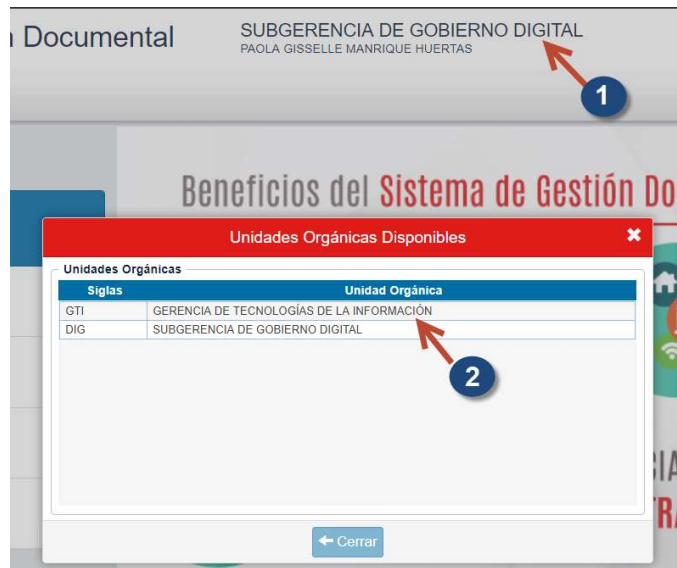 Documental
SUBGERENCIA DE GOBIERNO DIGITAL
PAOLA GISSELLE MANRIQUE HUERTAS
1
Beneficios del Sistema de Gestión Do
Unidades Orgánicas Disponibles
Unidades Orgánicas
Siglas Unidad Orgánica
GTI GERENCIA DE TECNOLOGÍAS DE LA INFORMACIÓN
DIG SUBGERENCIA DE GOBIERNO DIGITAL
2
Cerrar